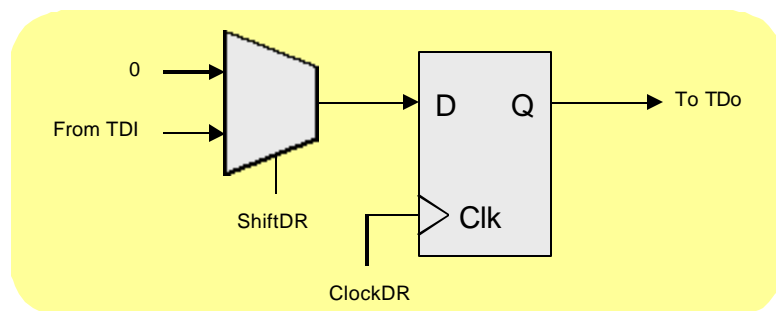 0
From TDI
D
Q
To TDo
ShiftDR
Clk
ClockDR